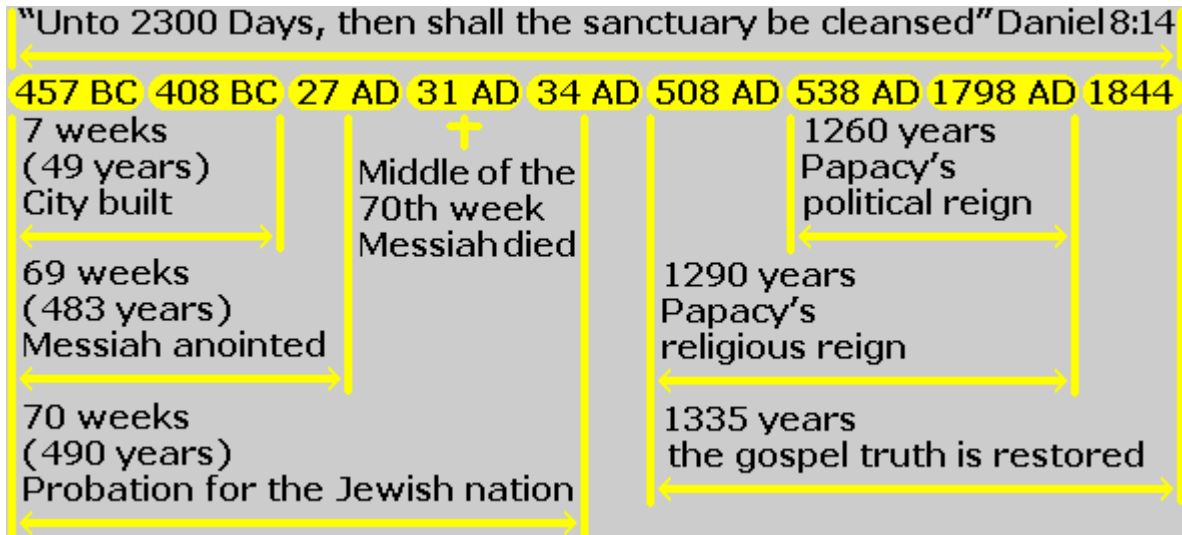 “Unto 2300 Days, then shall the sanctuary be cleansed” Daniel 8:14
457 BC 408 BC 27 AD 31 AD 34 AD 508 AD 538 AD 1798 AD 1844
7 weeks
(49 years)
City built
Middle of the
70th week
Messiah died
1260 years
Papacy’s
political reign
69 weeks
(483 years)
Messiah anointed
1290 years
Papacy’s
religious reign
70 weeks
(490 years)
Probation for the Jewish nation
1335 years
the gospel truth is restored